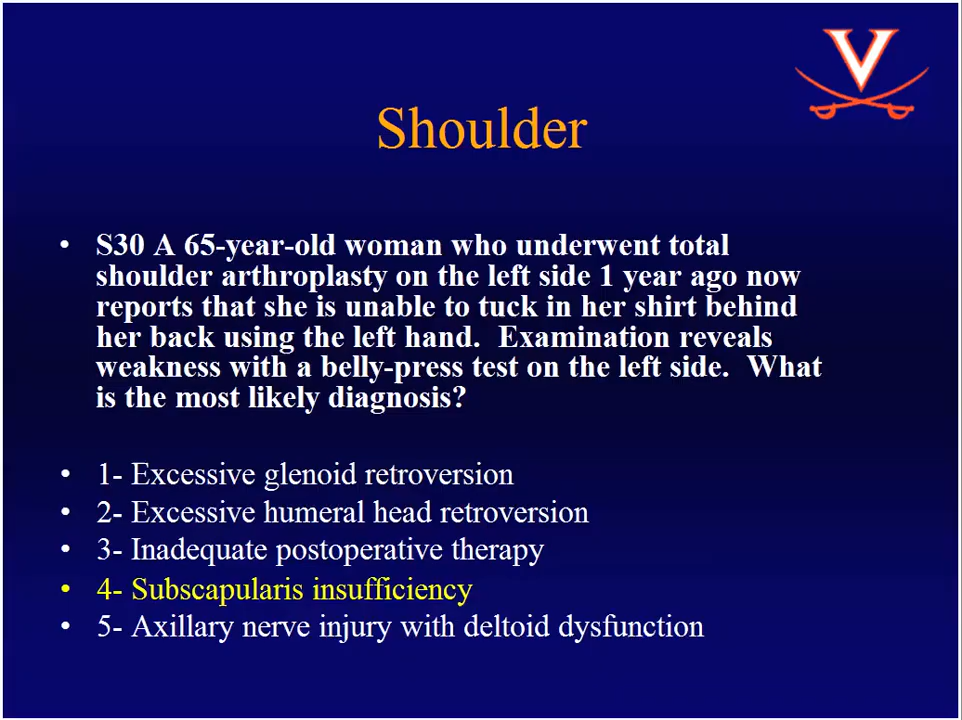 V
Shoulder
• S30 A 65-year-old woman who underwent total
shoulder arthroplasty on the left side 1 year ago now
reports that she is unable to tuck in her shirt behind
her back using the left hand.  Examination reveals
weakness with a belly-press test on the left side.  What
is the most likely diagnosis?
• 1- Excessive glenoid retroversion
• 2- Excessive humeral head retroversion
• 3- Inadequate postoperative therapy
• 4- Subscapularis insufficiency
• 5- Axillary nerve injury with deltoid dysfunction